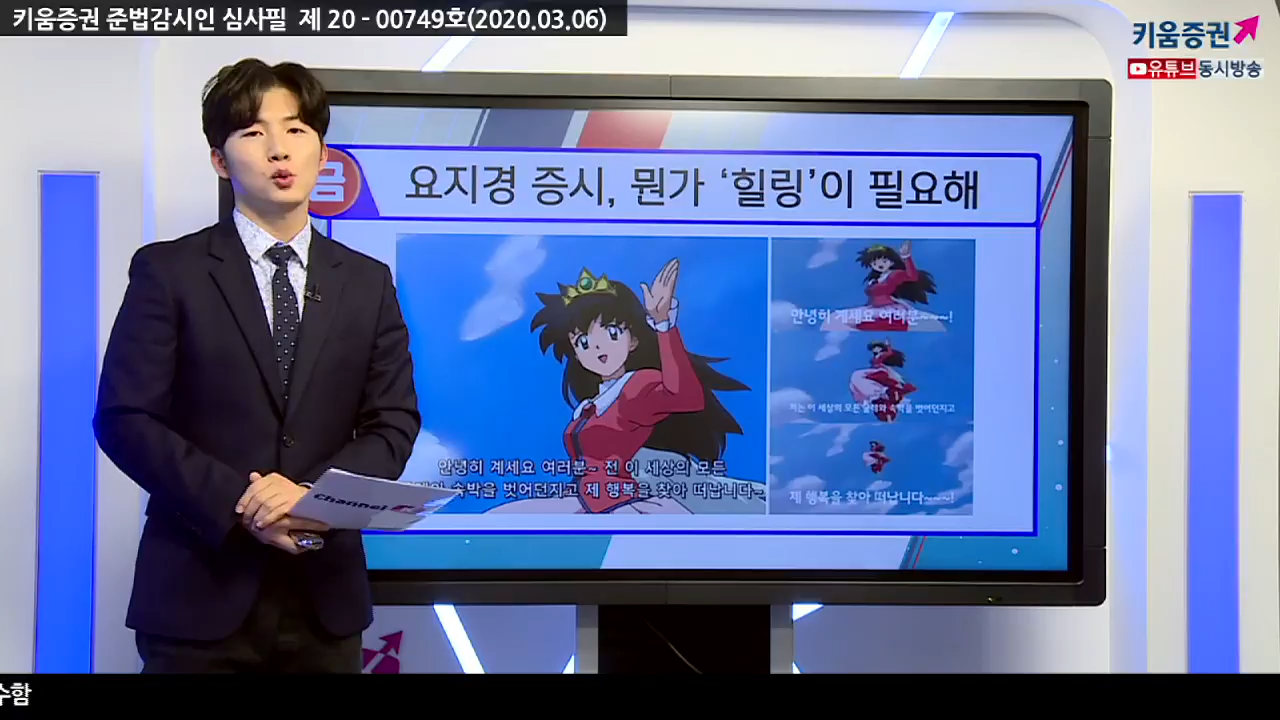 키움증권 준법감시인 심사필 제 20 - 00749호(2020.03.06)
키움증권
유튜브동시방송
금
요지경 증시, 뭔가 ‘힐링’이 필요해
안녕히 계세요 여러분~~~!
저는 이 세상의 모든 굴레와 속박을 벗어던지고
제 행복을 찾아 떠납니다~~~!
안녕히 계세요 여러분~ 전 이 세상의 모든
속박을 벗어던지고 제 행복을 찾아 떠납니다~
channel
수함